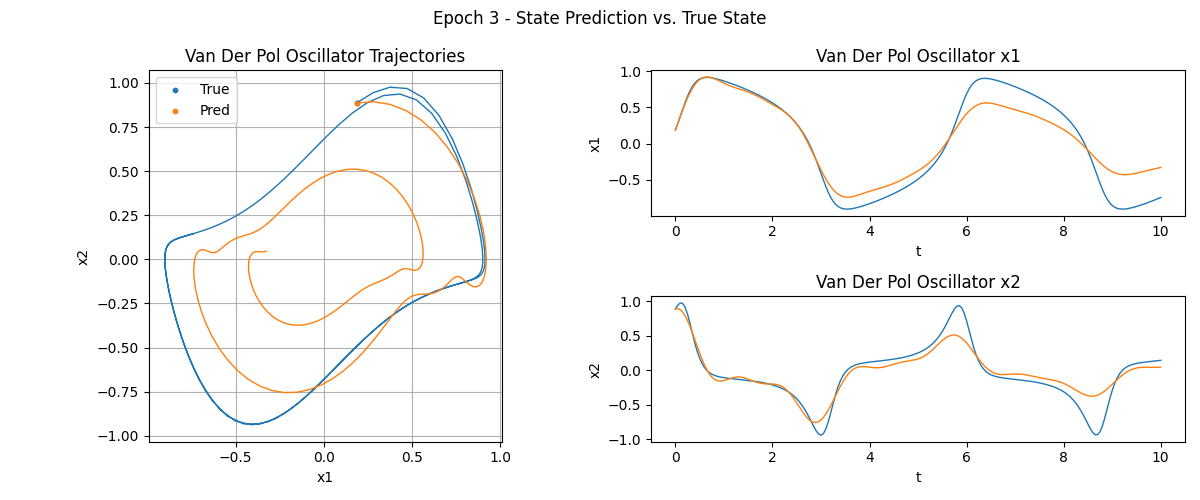 Epoch 3 - State Prediction vs. True State
Van Der Pol Oscillator Trajectories
True
Pred
1.00
0.75
0.50
0.25
0.00
−0.25
−0.50
−0.75
−1.00
x2
−0.5
0.0
0.5
1.0
x1
Van Der Pol Oscillator x1
1.0
0.5
0.0
−0.5
x1
0
2
4
6
8
10
t
Van Der Pol Oscillator x2
1.0
0.5
0.0
−0.5
−1.0
x2
0
2
4
6
8
10
t